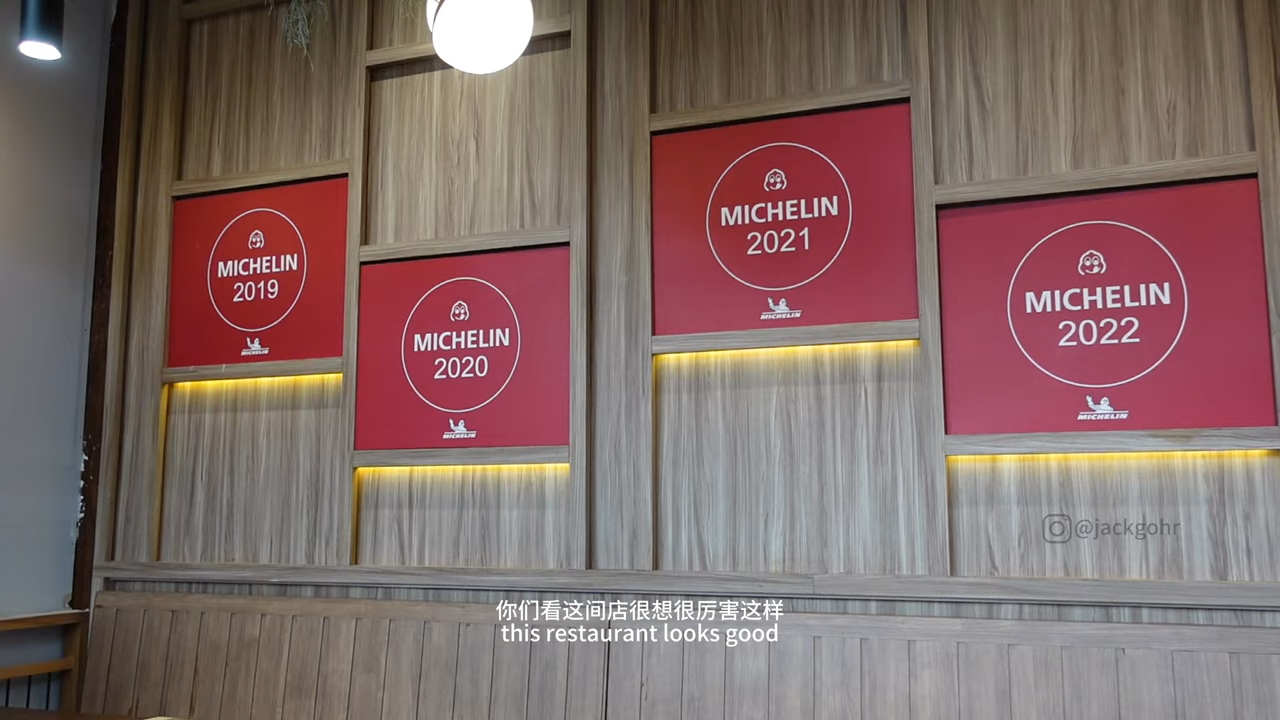 MICHELIN
2019
MICHELIN
MICHELIN
2020
MICHELIN
MICHELIN
2021
MICHELIN
MICHELIN
2022
MICHELIN
@jackgohr
你们看这间店很想很厉害这样
this restaurant looks good